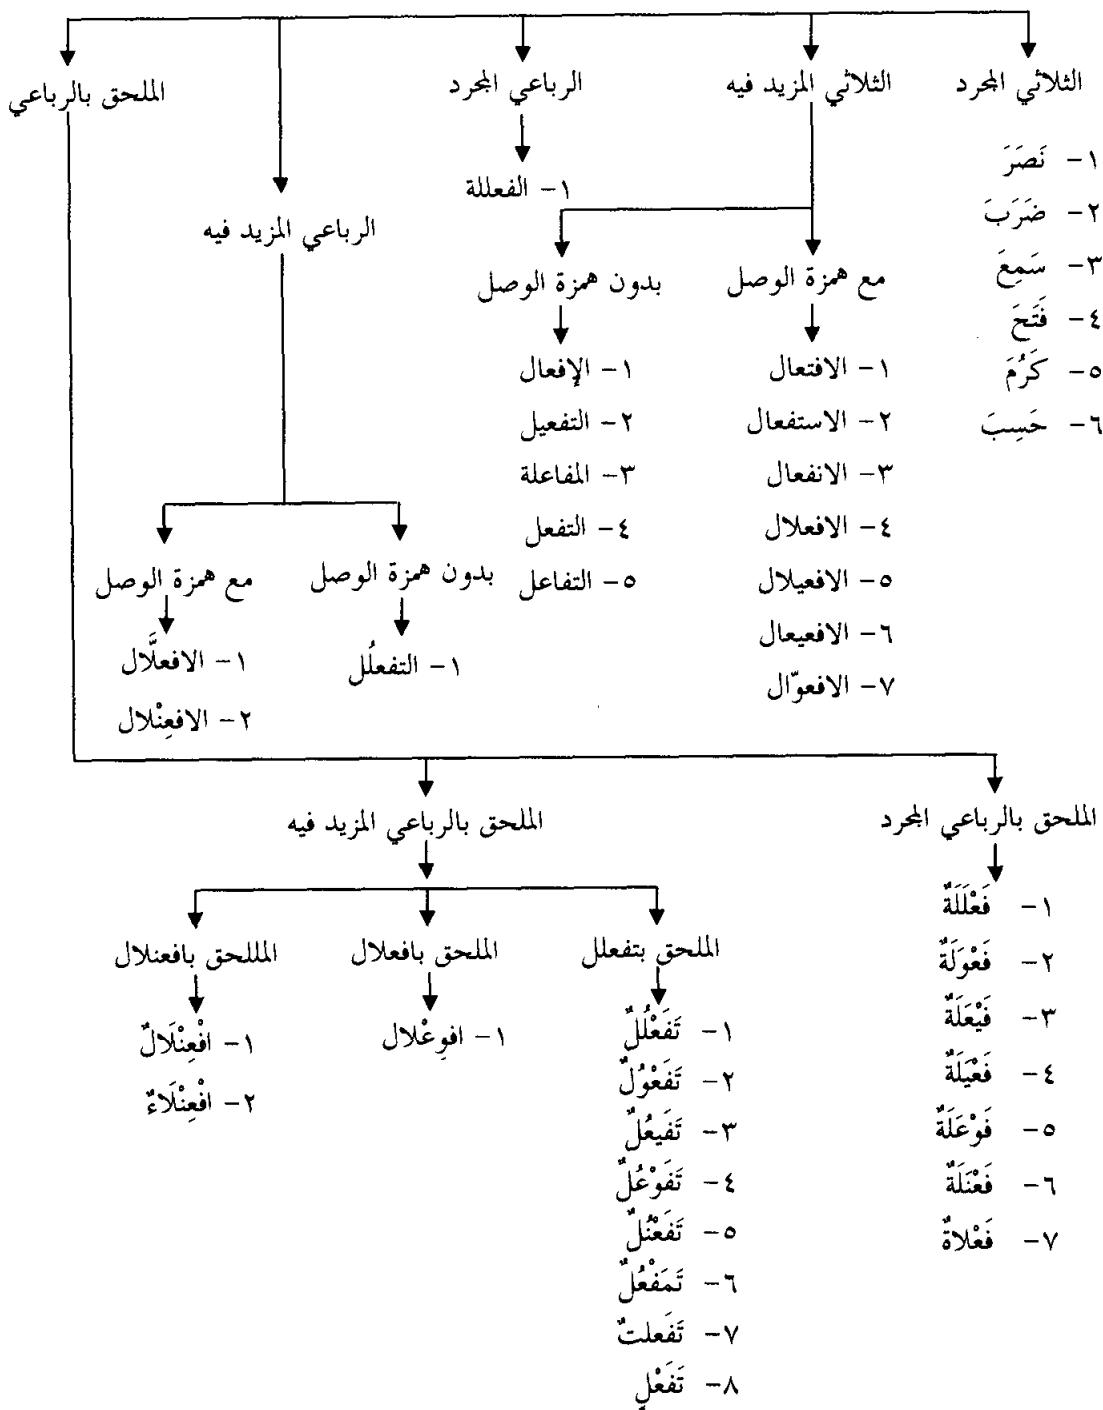 الثلاثي المجرد
١- نَصَرَ
٢- ضَرَبَ
٣- سَمِعَ
٤- فَتَحَ
٥- كَرُمَ
٦- حَسِبَ
الثلاثي المزيد فيه
مع همزة الوصل
١- الافتعال
٢- الاستفعال
٣- الانفعال
٤- الافعلال
٥- الافعيلال
٦- الافعيعال
٧- الافعوّال
بدون همزة الوصل
١- الإفعال
٢- التفعيل
٣- المفاعلة
٤- التفعل
٥- التفاعل
الرباعي المجرد
١- الفعللة
الرباعي المزيد فيه
بدون همزة الوصل
١- التفعلُل
مع همزة الوصل
١- الافعلَّال
٢- الافعِنْلال
الملحق بالرباعي
الملحق بالرباعي المجرد
١- فَعْلَلَةٌ
٢- فَعْوَلَةٌ
٣- فَيْعَلَةٌ
٤- فَعْيَلَةٌ
٥- فَوْعَلَةٌ
٦- فَعْنَلَةٌ
٧- فَعْلاةٌ
الملحق بالرباعي المزيد فيه
الملحق بتفعلل
١- تَفَعْلُلٌ
٢- تَفَعْوُلٌ
٣- تَفَيعُلٌ
٤- تَفَوْعُلٌ
٥- تَفَعْنُلٌ
٦- تَمَفْعُلٌ
٧- تَفَعلتٌ
٨- تَفَعْلٍ
الملحق بافعلال
١- افوِعْلال
المللحق بافعنلال
١- افْعِنْلَالٌ
٢- افْعِنْلَاءٌ